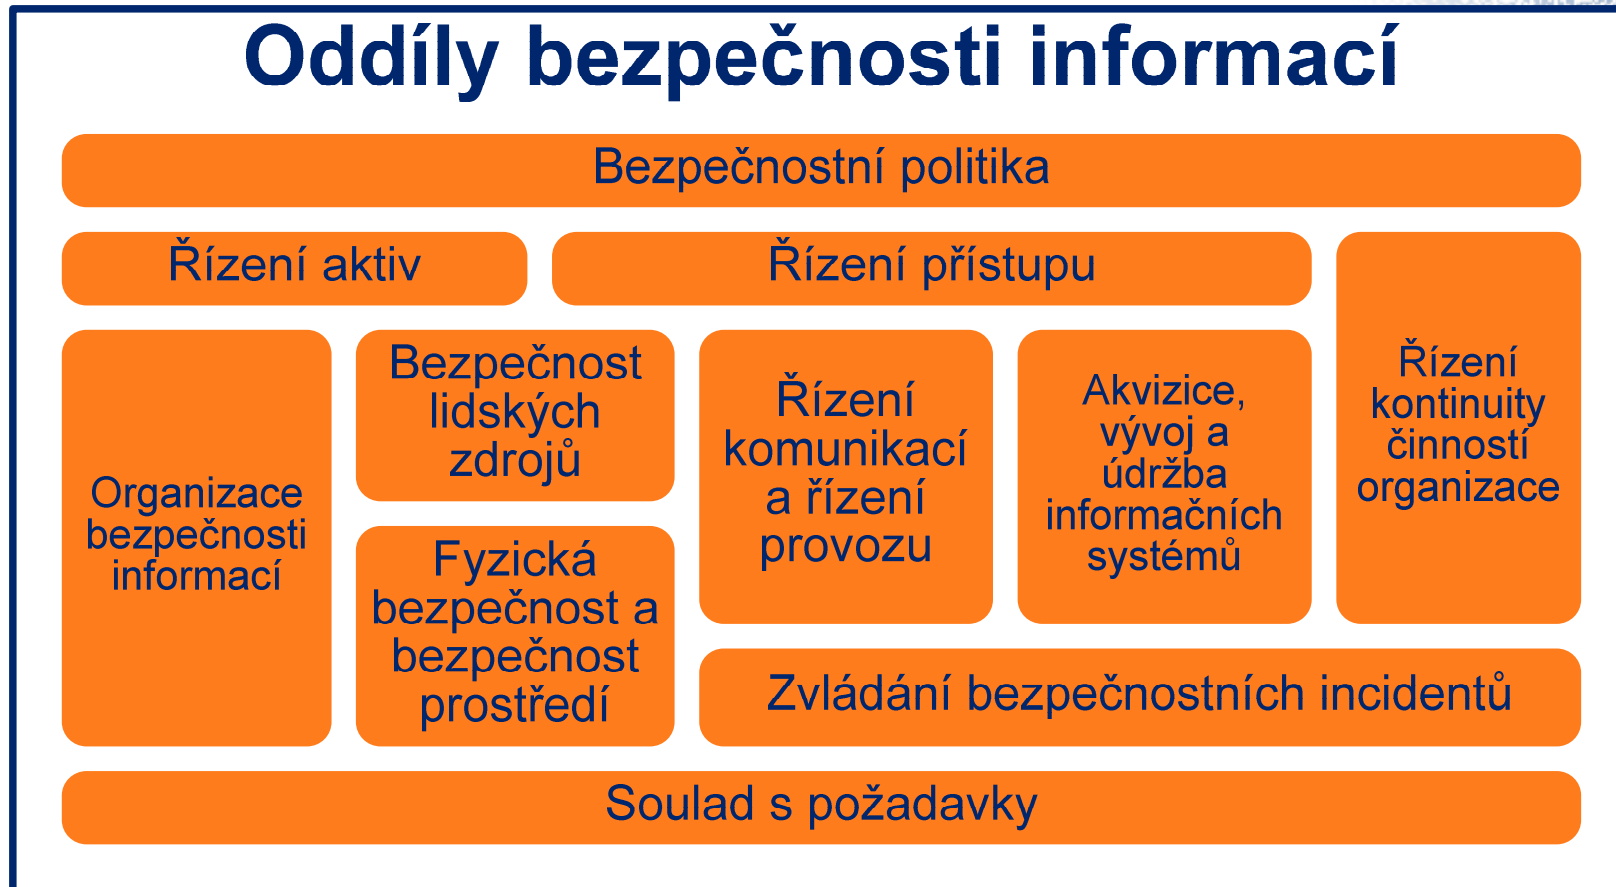 Oddíly bezpečnosti informací
Bezpečnostní politika
Řízení aktiv
Řízení přístupu
Organizace
bezpečnosti
informací
Bezpečnost
lidských
zdrojů
Fyzická
bezpečnost a
bezpečnost
prostředí
Řízení
komunikací
a řízení
provozu
Akvizice,
vývoj a
údržba
informačních
systémů
Řízení
kontinuity
činností
organizace
Zvládání bezpečnostních incidentů
Soulad s požadavky